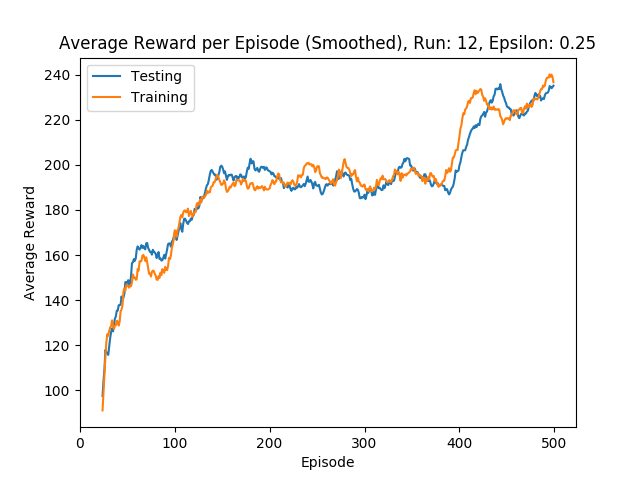 Average Reward per Episode (Smoothed), Run: 12, Epsilon: 0.25
Testing
Training
Average Reward
240
220
200
180
160
140
120
100
0 100 200 300 400 500
Episode